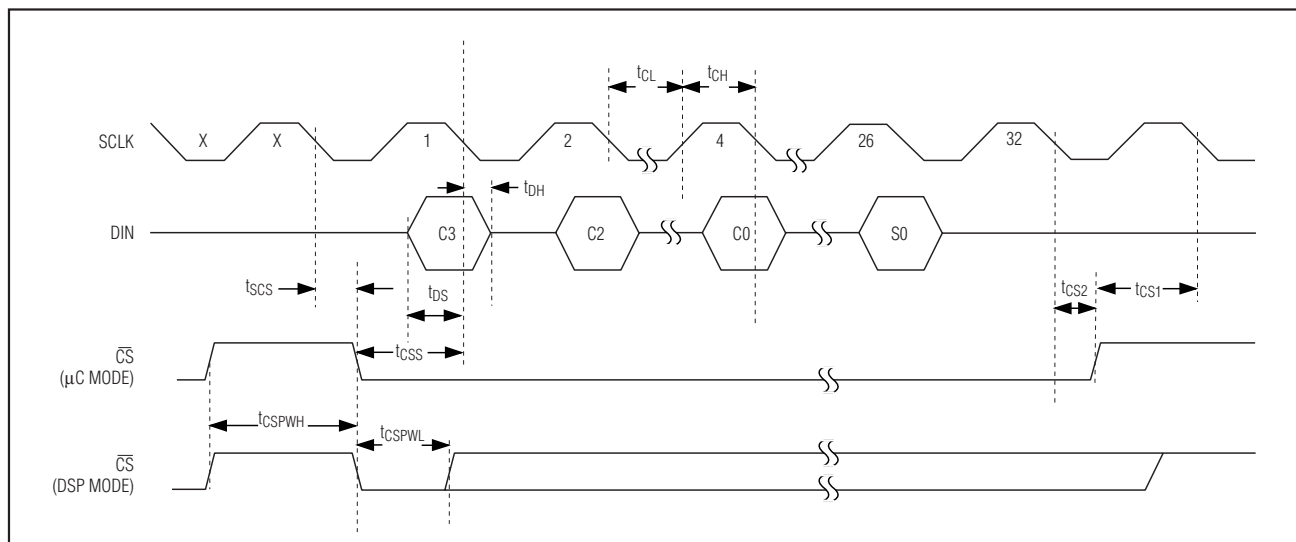 tCL
tCH
SCLK
X
X
1
2
4
26
32
tDH
DIN
C3
C2
C0
S0
tSCS
tDS
tCS2
tCS1
tCSS
CS
(µC MODE)
tCSPWH
tCSPWL
CS
(DSP MODE)